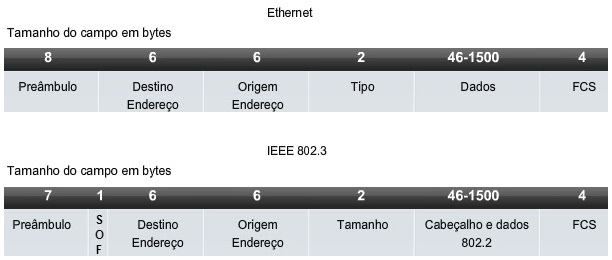 Ethernet
Tamanho do campo em bytes
8 6 6 2 46-1500 4
Preâmbulo Destino Endereço Origem Endereço Tipo Dados FCS
IEEE 802.3
Tamanho do campo em bytes
7 1 6 6 2 46-1500 4
Preâmbulo SOF Destino Endereço Origem Endereço Tamanho Cabeçalho e dados 802.2 FCS